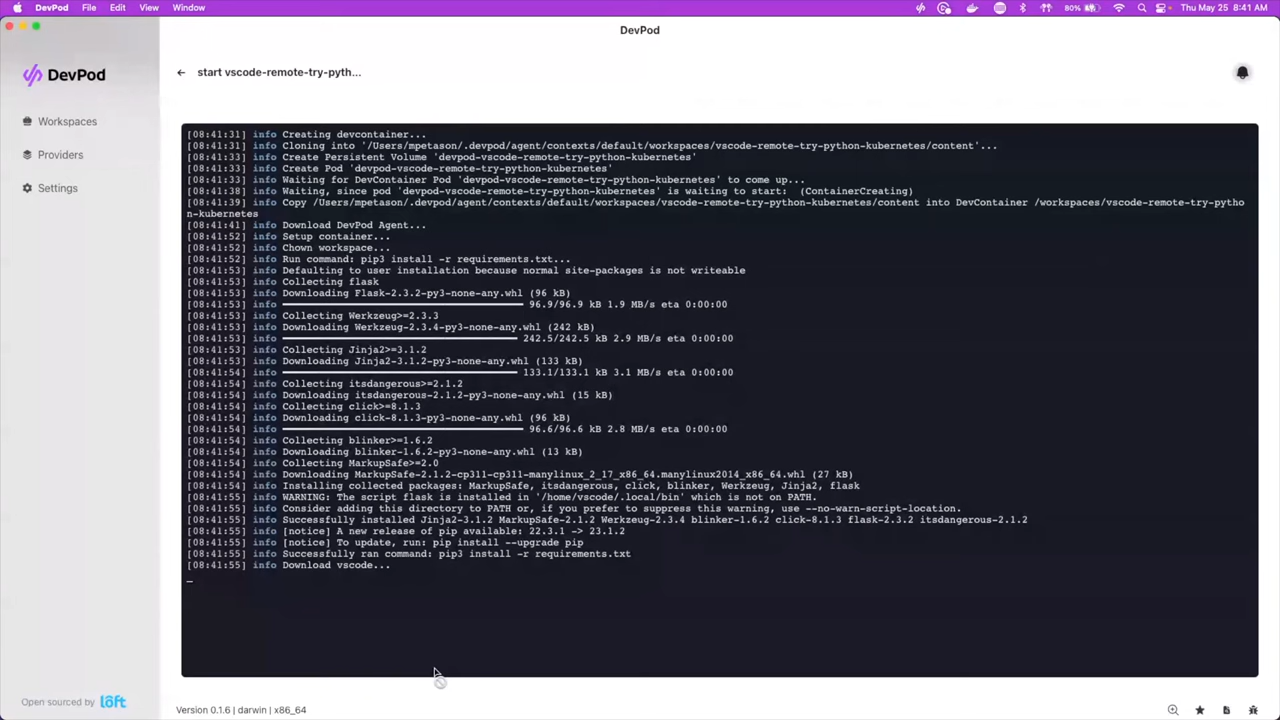 DevPod File Edit View Window 80% Thu May 25 8:41 AM
DevPod
DevPod
start vscode-remote-try-pyth...
Workspaces
Providers
Settings
[08:41:31] info Creating devcontainer...
[08:41:31] info Cloning into '/Users/mpetason/.devpod/agent/contexts/default/workspaces/vscode-remote-try-python-kubernetes/content'...
[08:41:33] info Create Persistent Volume 'devpod-vscode-remote-try-python-kubernetes'
[08:41:33] info Create Pod 'devpod-vscode-remote-try-python-kubernetes'
[08:41:33] info Waiting for DevContainer Pod 'devpod-vscode-remote-try-python-kubernetes' to come up...
[08:41:38] info Waiting, since pod 'devpod-vscode-remote-try-python-kubernetes' is waiting to start: (ContainerCreating)
[08:41:39] info Copy /Users/mpetason/.devpod/agent/contexts/default/workspaces/vscode-remote-try-python-kubernetes/content into DevContainer /workspaces/vscode-remote-try-pytho
n-kubernetes
[08:41:41] info Download DevPod Agent...
[08:41:52] info Setup container...
[08:41:52] info Chown workspace...
[08:41:52] info Run command: pip3 install -r requirements.txt...
[08:41:53] info Defaulting to user installation because normal site-packages is not writeable
[08:41:53] info Collecting flask
[08:41:53] info Downloading Flask-2.3.2-py3-none-any.whl (96 kB)
[08:41:53] info ━━━━━━━━━━━━━━━━━━━━━━━━━━━━━━━━━━━━━━━━ 96.9/96.9 kB 1.9 MB/s eta 0:00:00
[08:41:53] info Collecting Werkzeug>=2.3.3
[08:41:53] info Downloading Werkzeug-2.3.4-py3-none-any.whl (242 kB)
[08:41:53] info ━━━━━━━━━━━━━━━━━━━━━━━━━━━━━━━━━━━━━━━ 242.5/242.5 kB 2.9 MB/s eta 0:00:00
[08:41:53] info Collecting Jinja2>=3.1.2
[08:41:53] info Downloading Jinja2-3.1.2-py3-none-any.whl (133 kB)
[08:41:54] info ━━━━━━━━━━━━━━━━━━━━━━━━━━━━━━━━━━━━━━━ 133.1/133.1 kB 3.1 MB/s eta 0:00:00
[08:41:54] info Collecting itsdangerous>=2.1.2
[08:41:54] info Downloading itsdangerous-2.1.2-py3-none-any.whl (15 kB)
[08:41:54] info Collecting click>=8.1.3
[08:41:54] info Downloading click-8.1.3-py3-none-any.whl (96 kB)
[08:41:54] info ━━━━━━━━━━━━━━━━━━━━━━━━━━━━━━━━━━━━━━━━ 96.6/96.6 kB 2.8 MB/s eta 0:00:00
[08:41:54] info Collecting blinker>=1.6.2
[08:41:54] info Downloading blinker-1.6.2-py3-none-any.whl (13 kB)
[08:41:54] info Collecting MarkupSafe>=2.0
[08:41:54] info Downloading MarkupSafe-2.1.2-cp311-cp311-manylinux_2_17_x86_64.manylinux2014_x86_64.whl (27 kB)
[08:41:54] info Installing collected packages: MarkupSafe, itsdangerous, click, blinker, Werkzeug, Jinja2, flask
[08:41:55] info WARNING: The script flask is installed in '/home/vscode/.local/bin' which is not on PATH.
[08:41:55] info Consider adding this directory to PATH or, if you prefer to suppress this warning, use --no-warn-script-location.
[08:41:55] info Successfully installed Jinja2-3.1.2 MarkupSafe-2.1.2 Werkzeug-2.3.4 blinker-1.6.2 click-8.1.3 flask-2.3.2 itsdangerous-2.1.2
[08:41:55] info [notice] A new release of pip available: 22.3.1 -> 23.1.2
[08:41:55] info [notice] To update, run: pip install --upgrade pip
[08:41:55] info Successfully ran command: pip3 install -r requirements.txt
[08:41:55] info Download vscode...
Open sourced by loft
Version 0.1.6 | darwin | x86_64